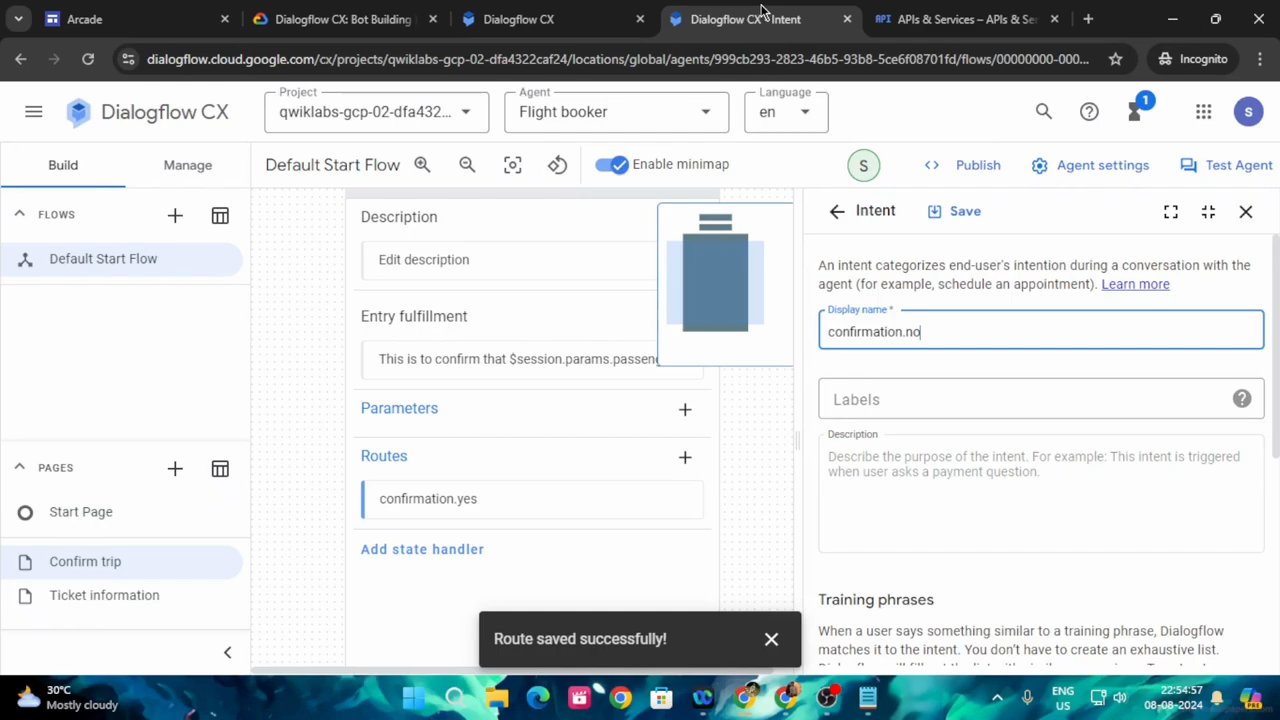 Arcade
Dialogflow CX: Bot Building
Dialogflow CX
Dialogflow CX - Intent
API APIs & Services – APIs & Se
dialogflow.cloud.google.com/cx/projects/qwiklabs-gcp-02-dfa4322caf24/locations/global/agents/999cb293-2823-46b5-93b8-5ce6f08701fd/flows/00000000-000...
Incognito
Dialogflow CX
Project
qwiklabs-gcp-02-dfa432...
Agent
Flight booker
Language
en
1
S
Build
Manage
Default Start Flow
Enable minimap
S
Publish
Agent settings
Test Agent
FLOWS
Default Start Flow
PAGES
Start Page
Confirm trip
Ticket information
Description
Edit description
Entry fulfillment
This is to confirm that $session.params.passen
Parameters
Routes
confirmation.yes
Add state handler
Route saved successfully!
Intent
Save
An intent categorizes end-user's intention during a conversation with the
agent (for example, schedule an appointment). Learn more
Display name *
confirmation.no
Labels
Description
Describe the purpose of the intent. For example: This intent is triggered
when user asks a payment question.
Training phrases
When a user says something similar to a training phrase, Dialogflow
matches it to the intent. You don't have to create an exhaustive list.
30°C
Mostly cloudy
ENG
US
22:54:57
08-08-2024
PRE